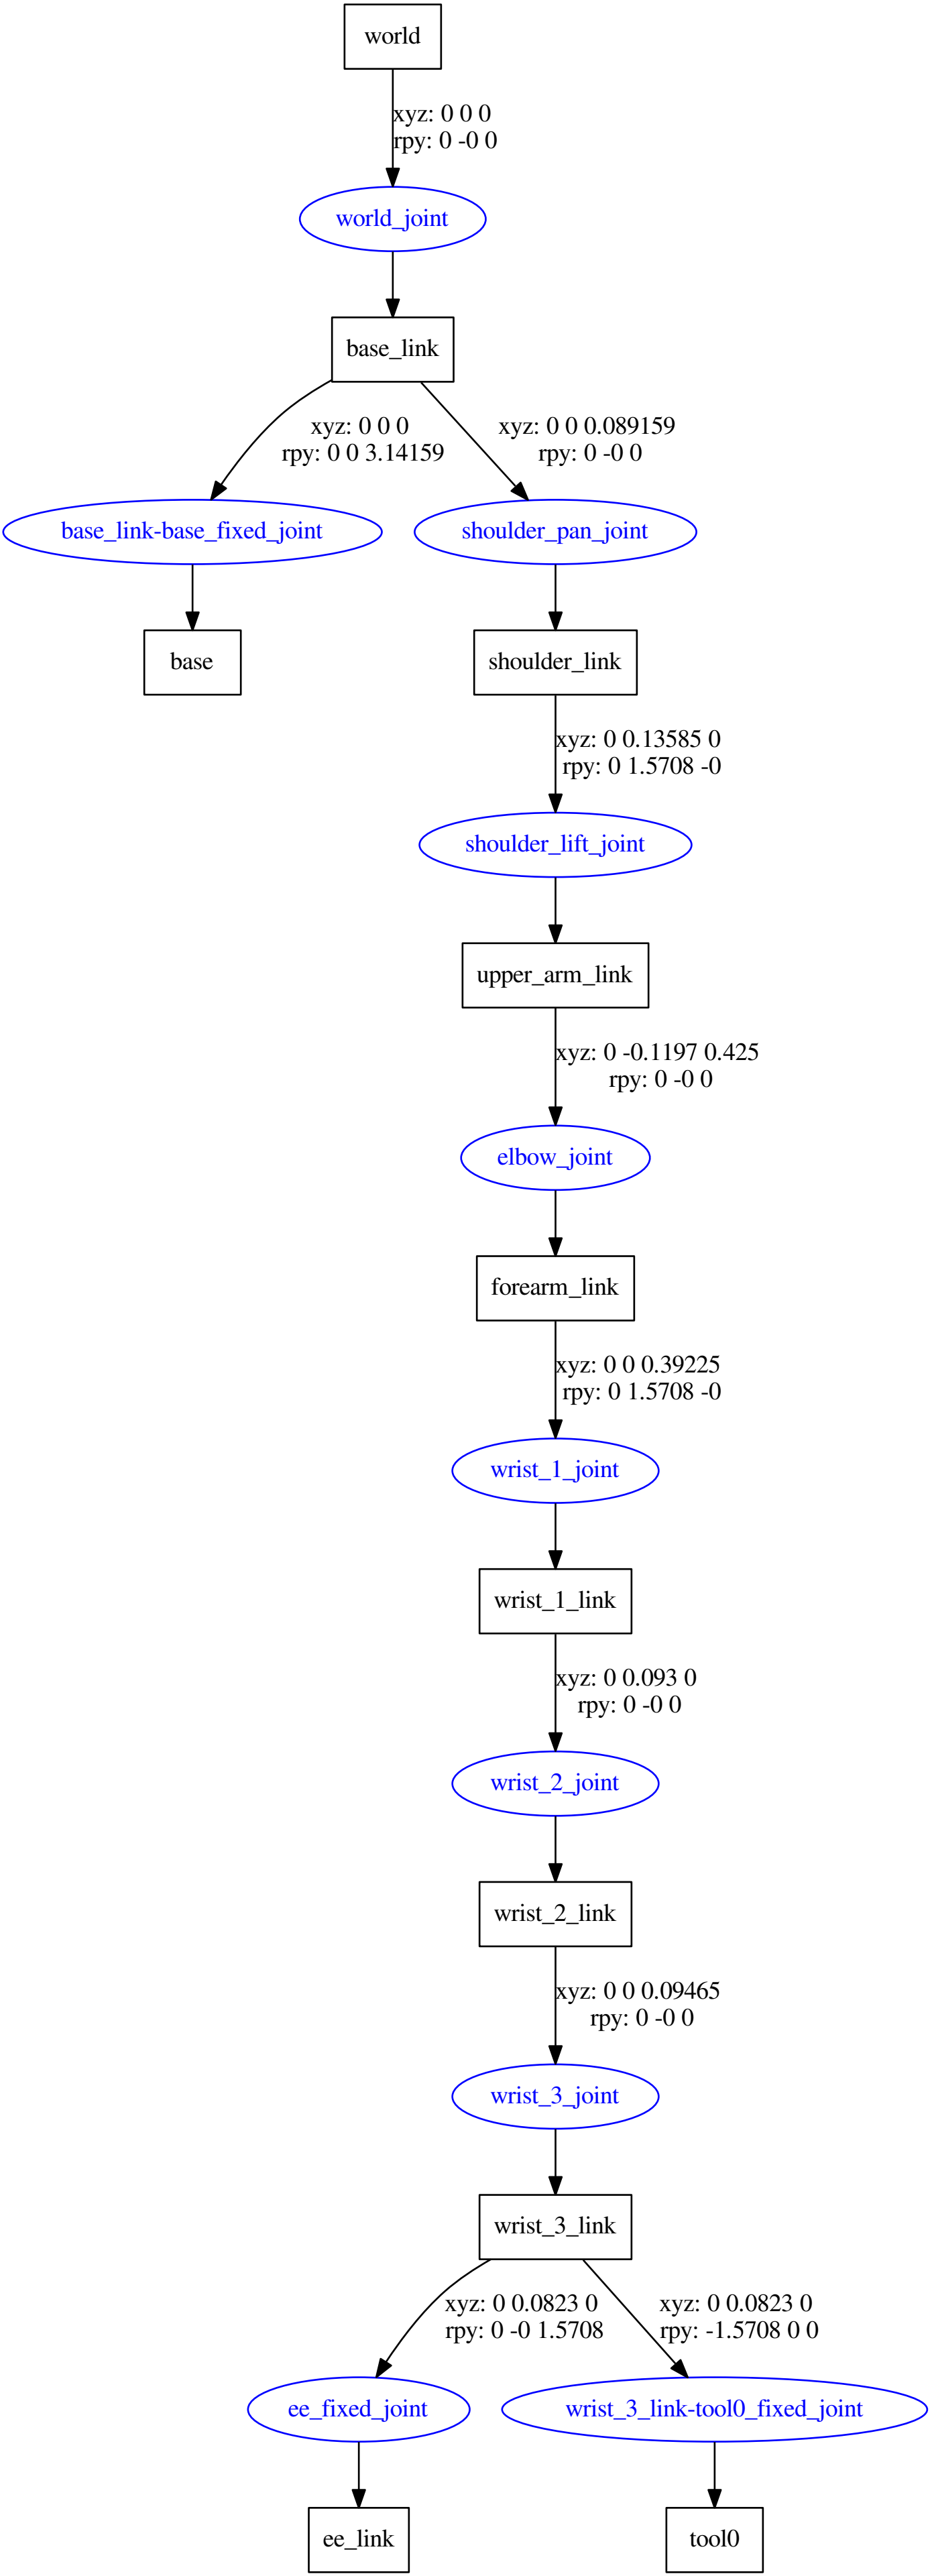 world
xyz: 0 0 0
rpy: 0 -0 0
world_joint
base_link
xyz: 0 0 0
rpy: 0 0 3.14159
xyz: 0 0 0.089159
rpy: 0 -0 0
base_link-base_fixed_joint
shoulder_pan_joint
base
shoulder_link
xyz: 0 0.13585 0
rpy: 0 1.5708 -0
shoulder_lift_joint
upper_arm_link
xyz: 0 -0.1197 0.425
rpy: 0 -0 0
elbow_joint
forearm_link
xyz: 0 0 0.39225
rpy: 0 1.5708 -0
wrist_1_joint
wrist_1_link
xyz: 0 0.093 0
rpy: 0 -0 0
wrist_2_joint
wrist_2_link
xyz: 0 0 0.09465
rpy: 0 -0 0
wrist_3_joint
wrist_3_link
xyz: 0 0.0823 0
rpy: 0 -0 1.5708
xyz: 0 0.0823 0
rpy: -1.5708 0 0
ee_fixed_joint
wrist_3_link-tool0_fixed_joint
ee_link
tool0